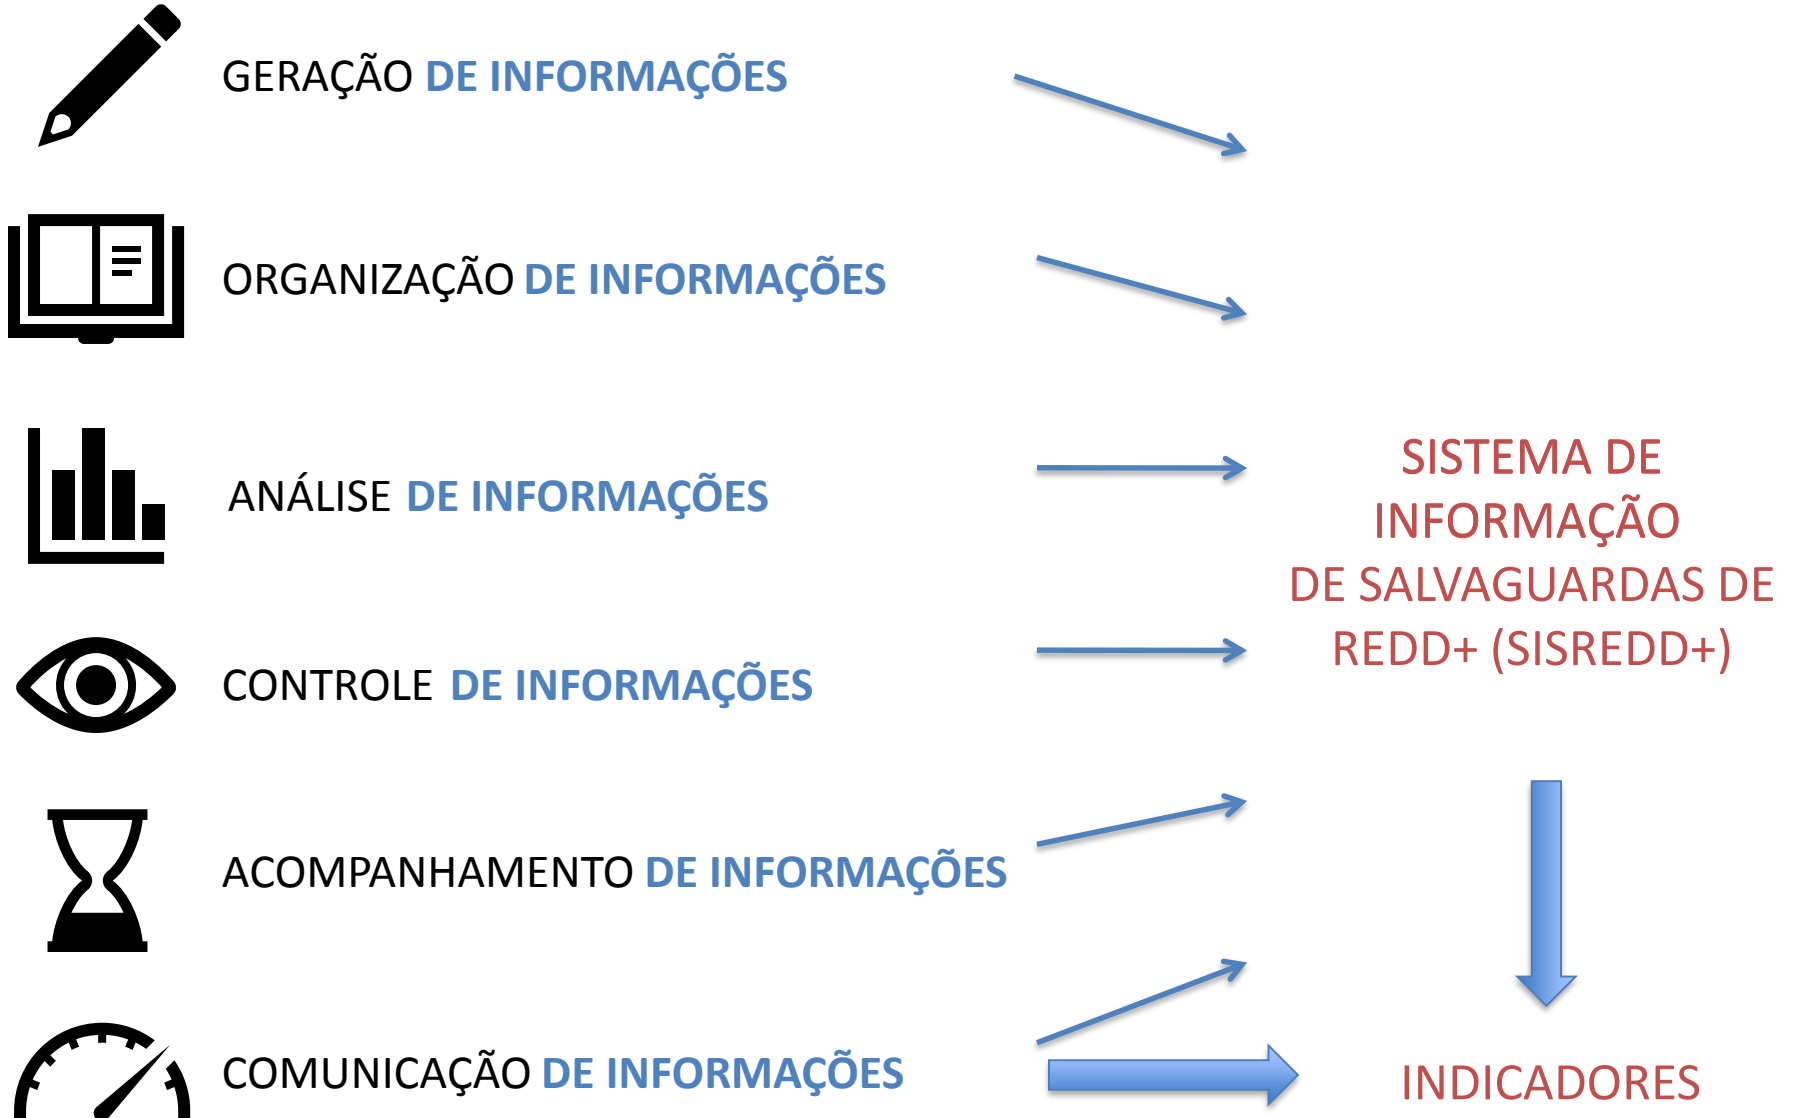 GERAÇÃO DE INFORMAÇÕES
ORGANIZAÇÃO DE INFORMAÇÕES
ANÁLISE DE INFORMAÇÕES
CONTROLE DE INFORMAÇÕES
ACOMPANHAMENTO DE INFORMAÇÕES
COMUNICAÇÃO DE INFORMAÇÕES
SISTEMA DE
INFORMAÇÃO
DE SALVAGUARDAS DE
REDD+ (SISREDD+)
INDICADORES